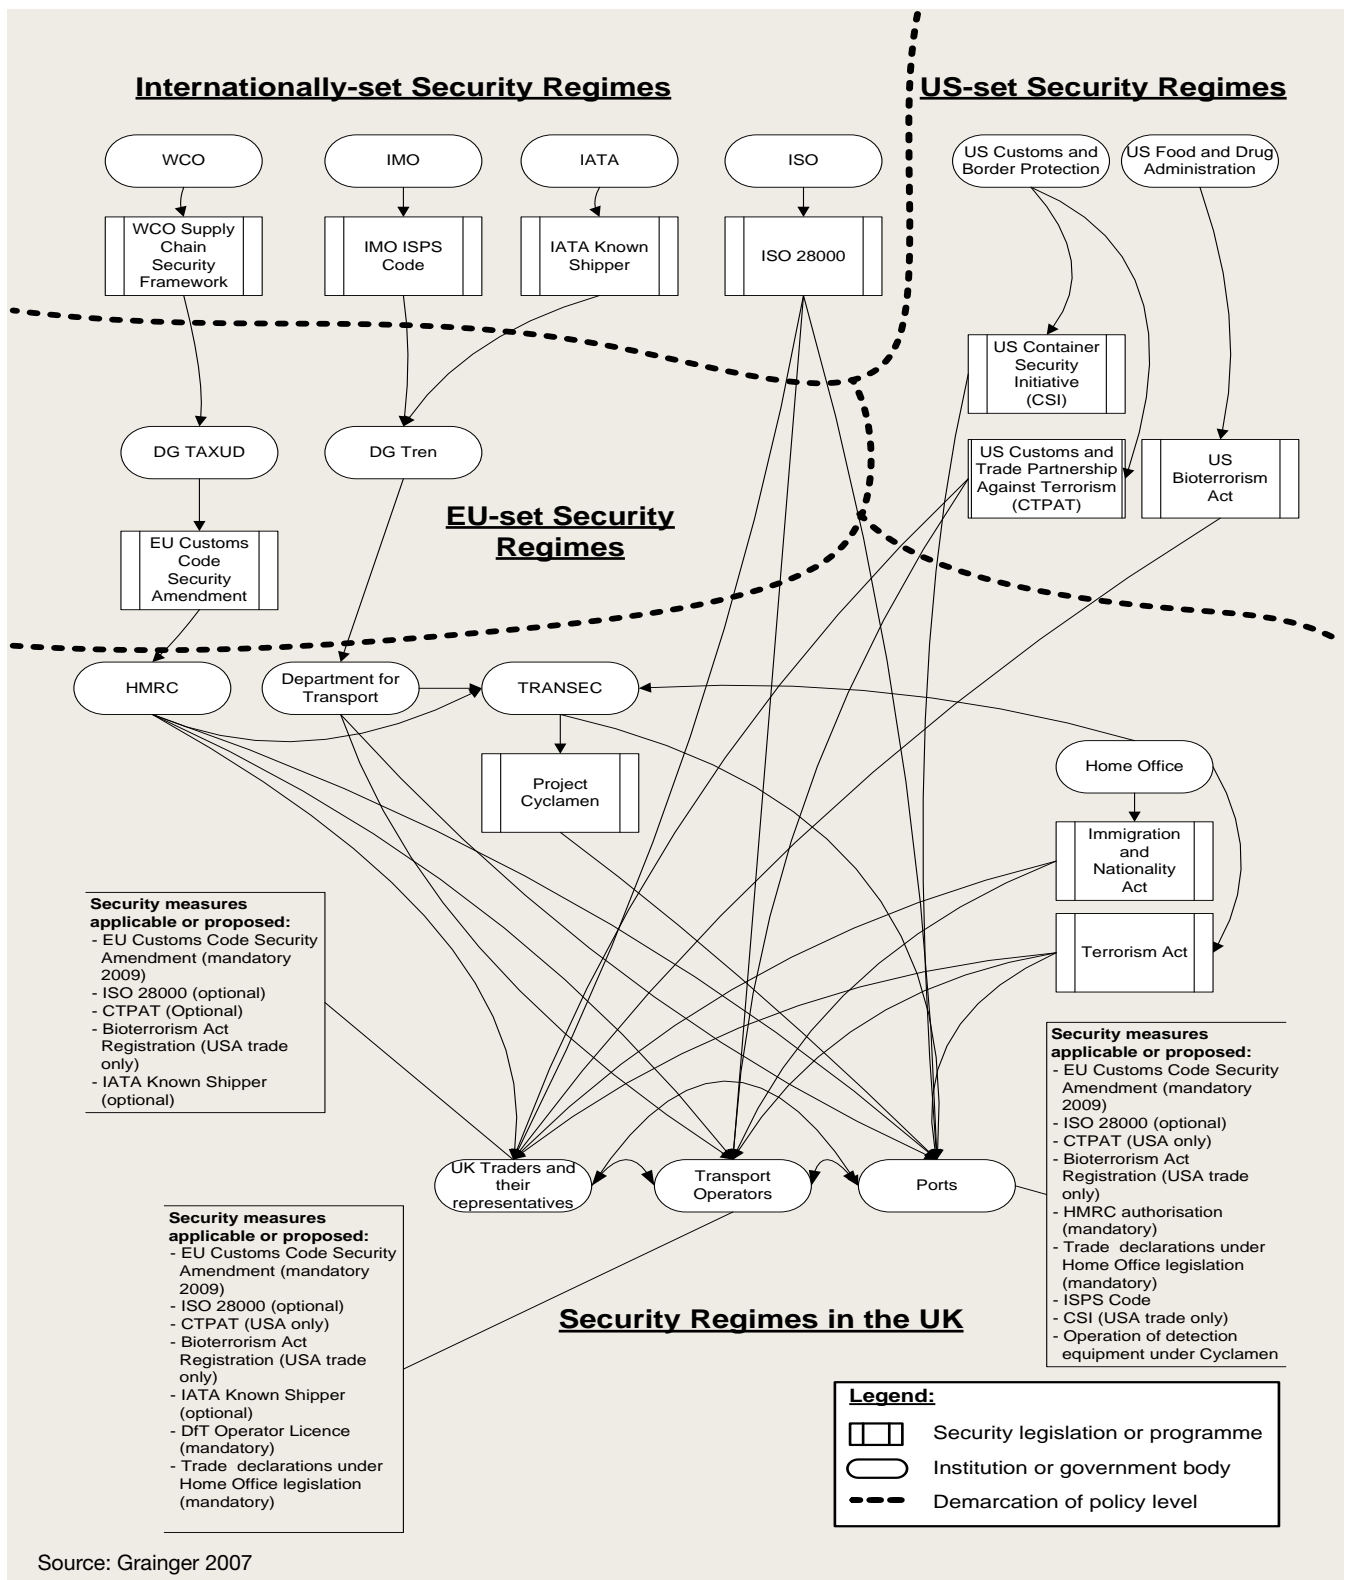 Internationally-set Security Regimes
US-set Security Regimes
WCO
IMO
IATA
ISO
US Customs and
Border Protection
US Food and Drug
Administration
WCO Supply
Chain
Security
Framework
IMO ISPS
Code
IATA Known
Shipper
ISO 28000
US Container
Security
Initiative
(CSI)
DG TAXUD
DG Tren
US Customs and
Trade Partnership
Against Terrorism
(CTPAT)
US
Bioterrorism
Act
EU-set Security
Regimes
EU Customs
Code
Security
Amendment
HMRC
Department for
Transport
TRANSEC
Home Office
Project
Cyclamen
Immigration
and
Nationality
Act
Terrorism Act
Security measures
applicable or proposed:
- EU Customs Code Security
Amendment (mandatory
2009)
- ISO 28000 (optional)
- CTPAT (Optional)
- Bioterrorism Act
Registration (USA trade
only)
- IATA Known Shipper
(optional)
Security measures
applicable or proposed:
- EU Customs Code Security
Amendment (mandatory
2009)
- ISO 28000 (optional)
- CTPAT (USA only)
- Bioterrorism Act
Registration (USA trade
only)
- HMRC authorisation
(mandatory)
- Trade declarations under
Home Office legislation
(mandatory)
- ISPS Code
- CSI (USA trade only)
- Operation of detection
equipment under Cyclamen
UK Traders and
their
representatives
Transport
Operators
Ports
Security measures
applicable or proposed:
- EU Customs Code Security
Amendment (mandatory
2009)
- ISO 28000 (optional)
- CTPAT (USA only)
- Bioterrorism Act
Registration (USA trade
only)
- IATA Known Shipper
(optional)
- DfT Operator Licence
(mandatory)
- Trade declarations under
Home Office legislation
(mandatory)
Security Regimes in the UK
Legend:
Security legislation or programme
Institution or government body
Demarcation of policy level
Source: Grainger 2007